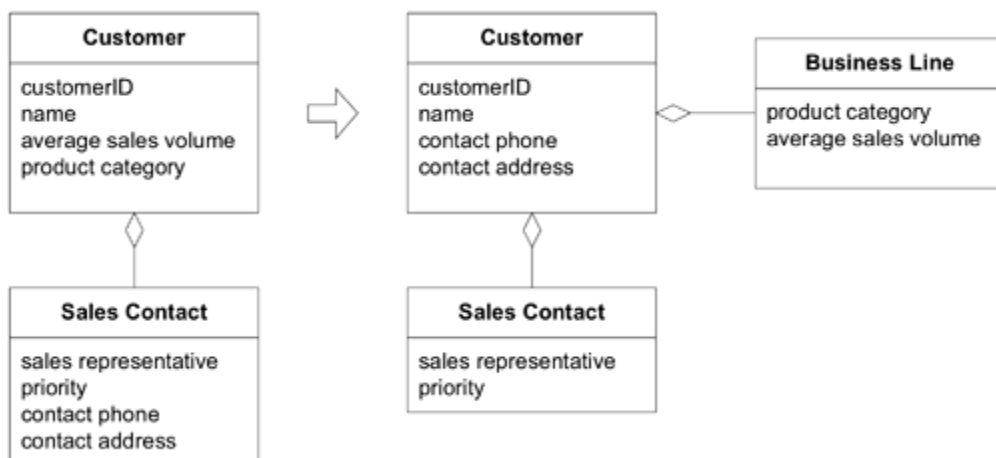 Customer
customerID
name
average sales volume
product category
Sales Contact
sales representative
priority
contact phone
contact address
Customer
customerID
name
contact phone
contact address
Sales Contact
sales representative
priority
Business Line
product category
average sales volume